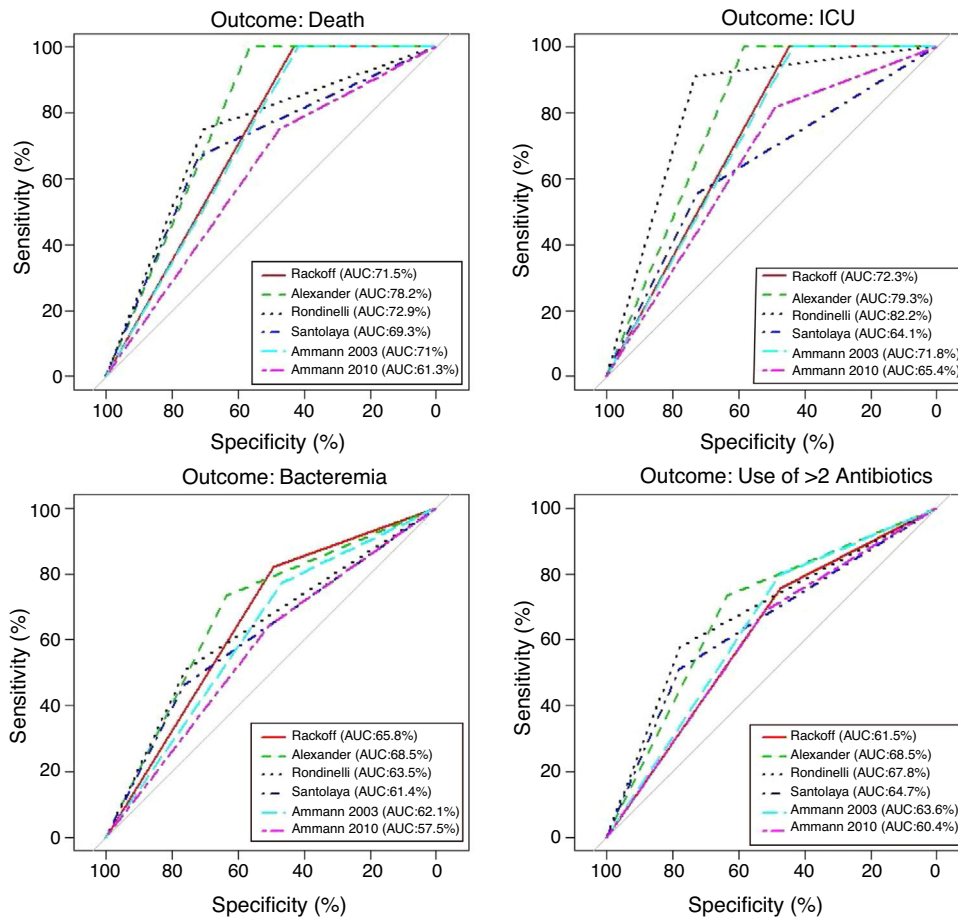 Outcome: Death
100
80
60
40
20
0
Sensitivity (%)
Rackoff (AUC:71.5%)
Alexander (AUC:78.2%)
Rondinelli (AUC:72.9%)
Santolaya (AUC:69.3%)
Ammann 2003 (AUC:71%)
Ammann 2010 (AUC:61.3%)
100 80 60 40 20 0
Specificity (%)
Outcome: ICU
100
80
60
40
20
0
Sensitivity (%)
Rackoff (AUC:72.3%)
Alexander (AUC:79.3%)
Rondinelli (AUC:82.2%)
Santolaya (AUC:64.1%)
Ammann 2003 (AUC:71.8%)
Ammann 2010 (AUC:65.4%)
100 80 60 40 20 0
Specificity (%)
Outcome: Bacteremia
100
80
60
40
20
0
Sensitivity (%)
Rackoff (AUC:65.8%)
Alexander (AUC:68.5%)
Rondinelli (AUC:63.5%)
Santolaya (AUC:61.4%)
Ammann 2003 (AUC:62.1%)
Ammann 2010 (AUC:57.5%)
100 80 60 40 20 0
Specificity (%)
Outcome: Use of >2 Antibiotics
100
80
60
40
20
0
Sensitivity (%)
Rackoff (AUC:61.5%)
Alexander (AUC:68.5%)
Rondinelli (AUC:67.8%)
Santolaya (AUC:64.7%)
Ammann 2003 (AUC:63.6%)
Ammann 2010 (AUC:60.4%)
100 80 60 40 20 0
Specificity (%)